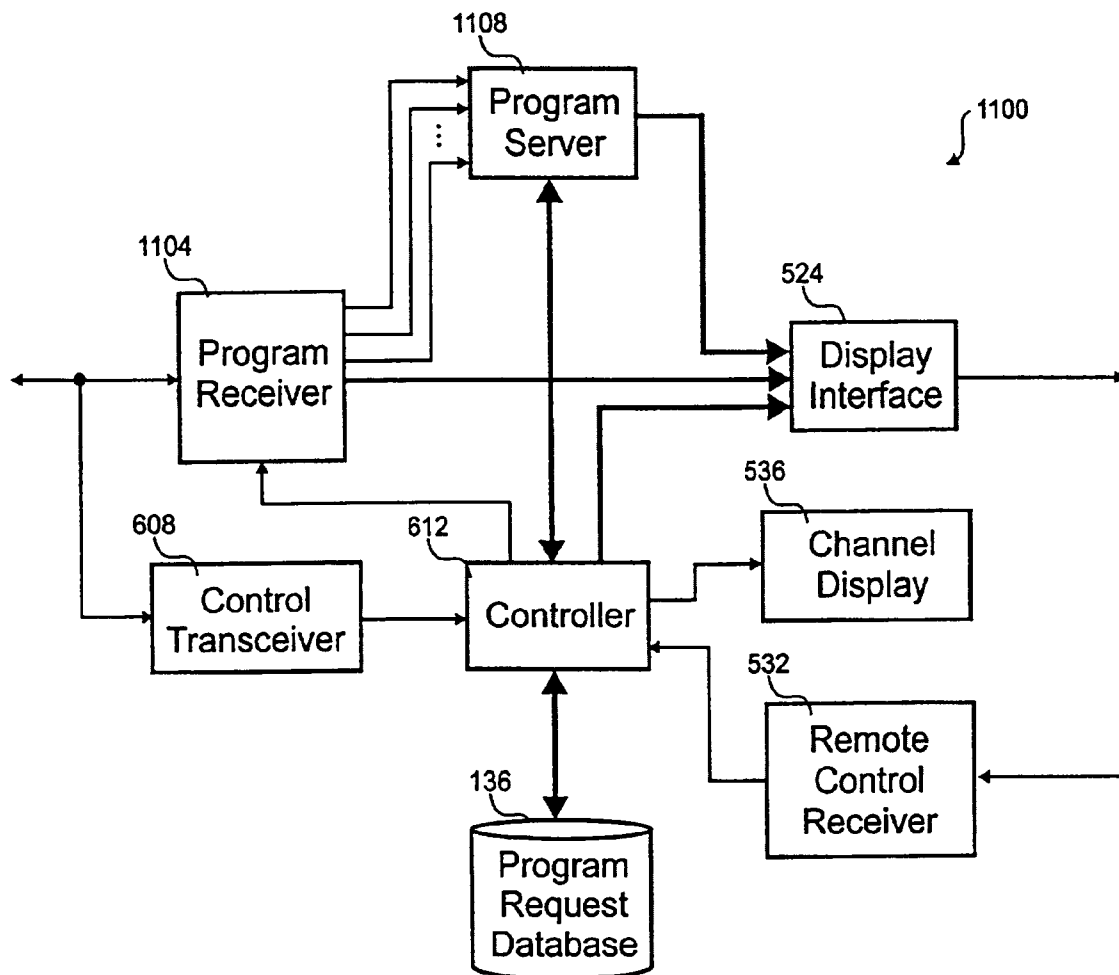 1108
Program
Server
1100
1104
Program
Receiver
524
Display
Interface
536
Channel
Display
608
Control
Transceiver
612
Controller
532
Remote
Control
Receiver
136
Program
Request
Database